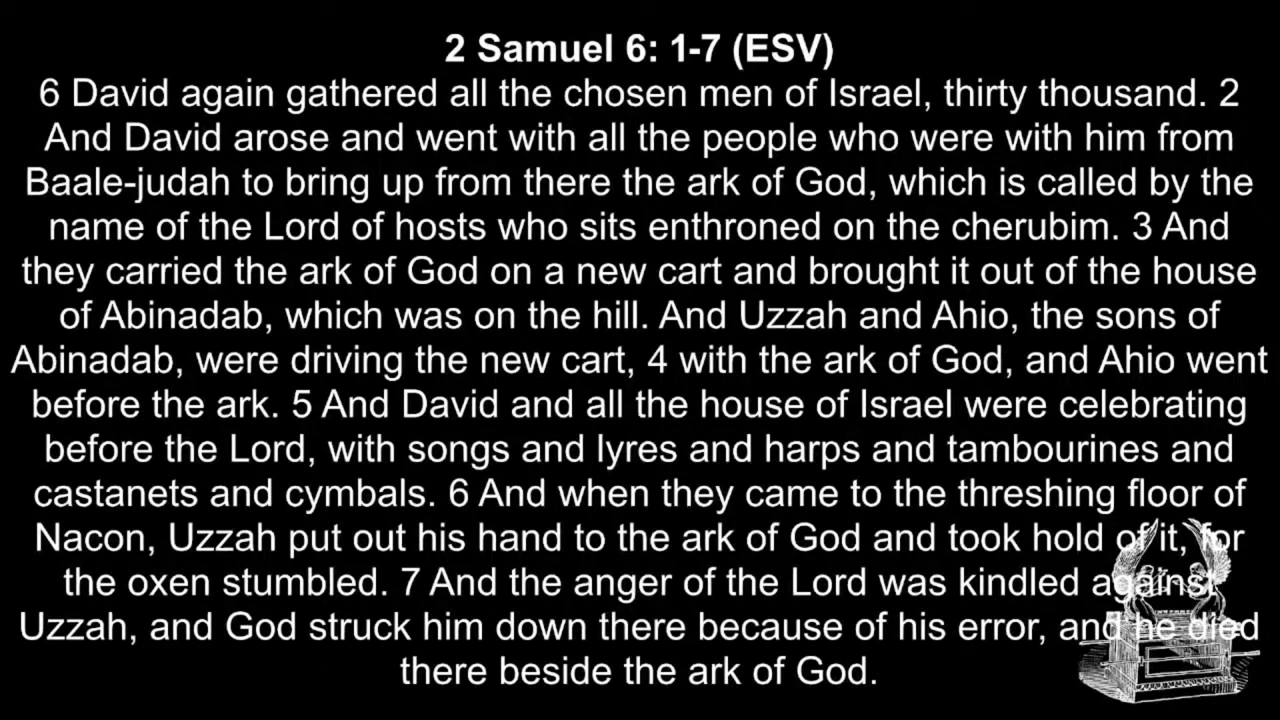 2 Samuel 6: 1-7 (ESV)
6 David again gathered all the chosen men of Israel, thirty thousand. 2
And David arose and went with all the people who were with him from
Baale-judah to bring up from there the ark of God, which is called by the
name of the Lord of hosts who sits enthroned on the cherubim. 3 And
they carried the ark of God on a new cart and brought it out of the house
of Abinadab, which was on the hill. And Uzzah and Ahio, the sons of
Abinadab, were driving the new cart, 4 with the ark of God, and Ahio went
before the ark. 5 And David and all the house of Israel were celebrating
before the Lord, with songs and lyres and harps and tambourines and
castanets and cymbals. 6 And when they came to the threshing floor of
Nacon, Uzzah put out his hand to the ark of God and took hold of it, for
the oxen stumbled. 7 And the anger of the Lord was kindled against
Uzzah, and God struck him down there because of his error, and he died
there beside the ark of God.